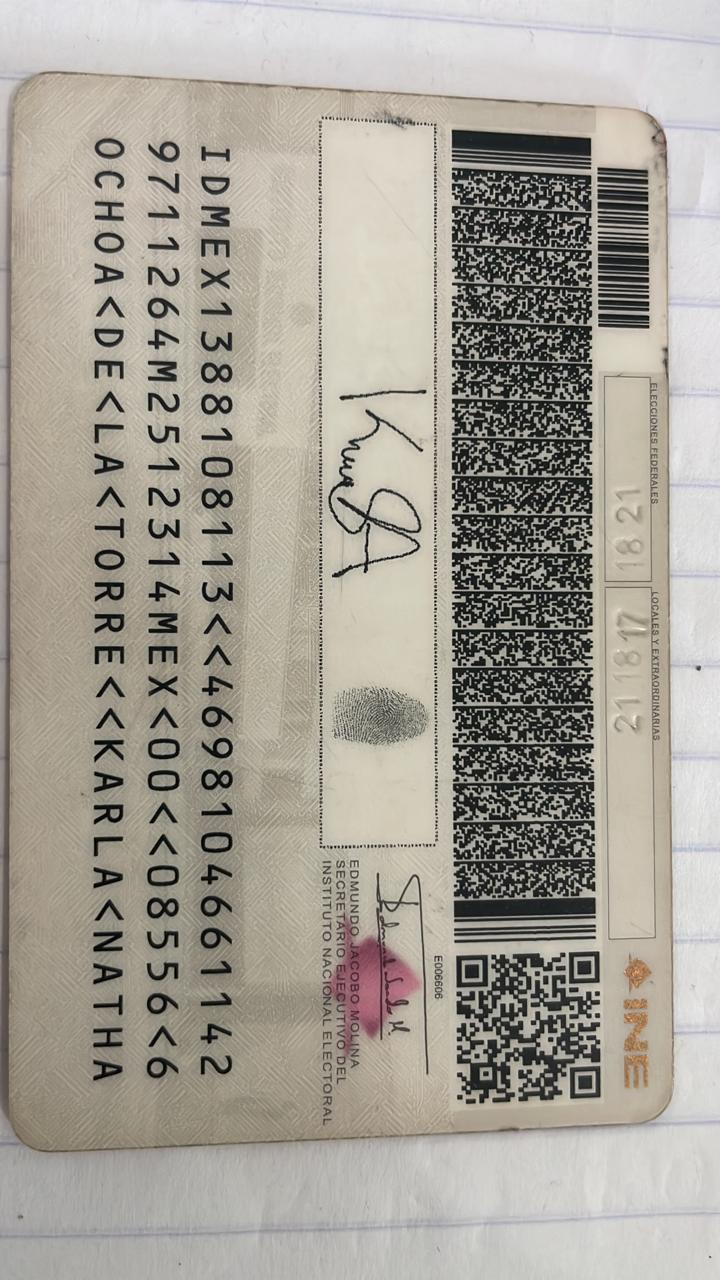 ELECCIONES FEDERALES
18 21
LOCALES Y EXTRAORDINARIAS
17 18 21
INE
E006606
EDMUNDO JACOBO MOLINA
SECRETARIO EJECUTIVO DEL
INSTITUTO NACIONAL ELECTORAL
IDMEX1388108113<<4698104661142
9711264M2512314MEX<00<<08556<6
OCHOA<DE<LA<TORRE<<KARLA<NATHA